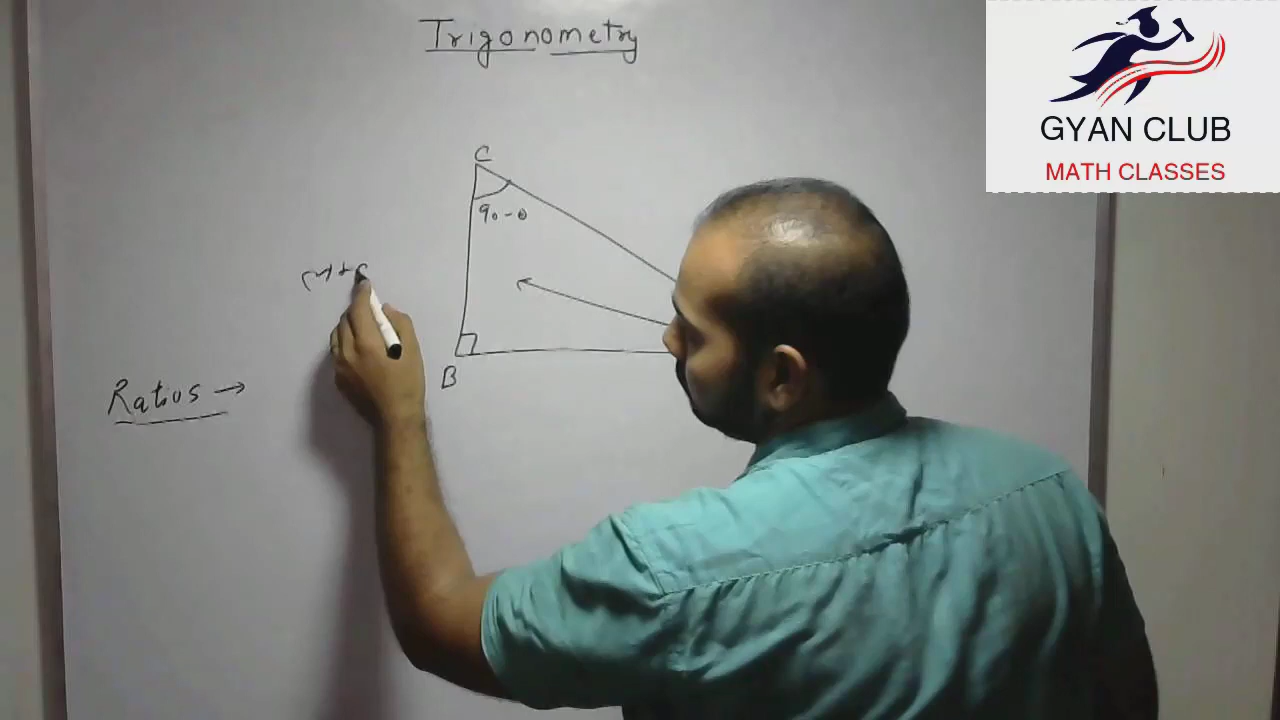 Trigonometry
GYAN CLUB
MATH CLASSES
C
90-θ
B
Ratios →